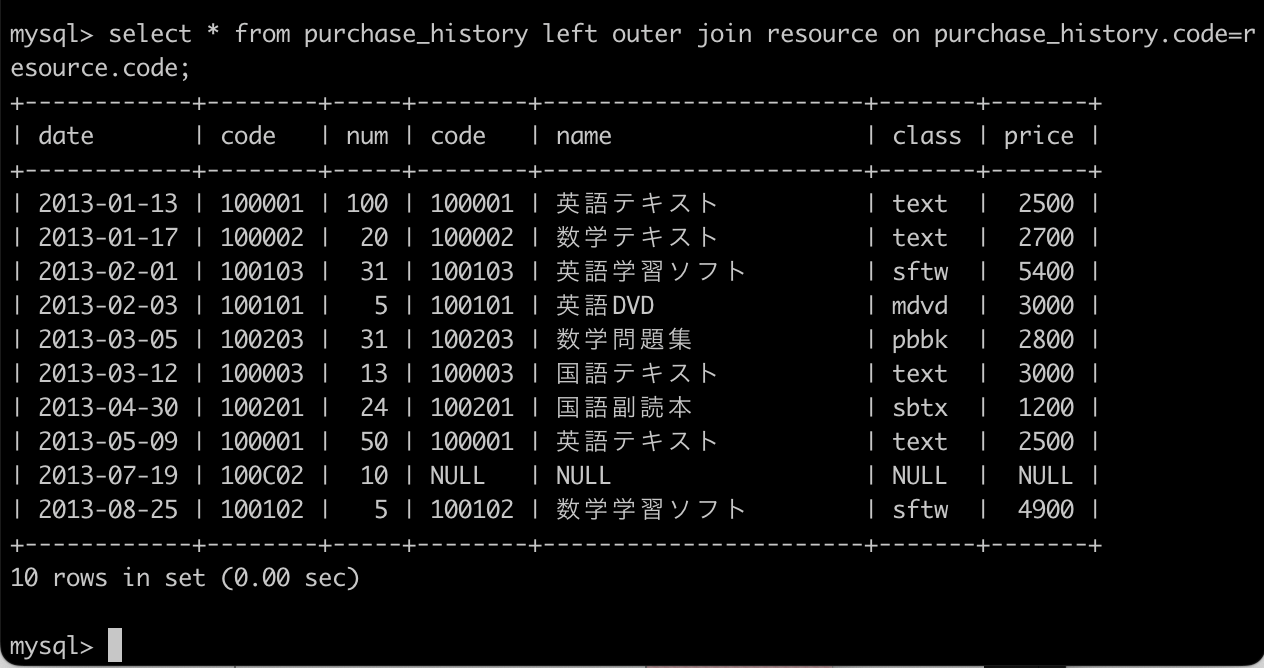 mysql> select * from purchase_history left outer join resource on purchase_history.code=r
esource.code;
+------------+--------+-----+--------+-----------------------+-------+-------+
| date       | code   | num | code   | name                  | class | price |
+------------+--------+-----+--------+-----------------------+-------+-------+
| 2013-01-13 | 100001 | 100 | 100001 | 英語テキスト          | text  |  2500 |
| 2013-01-17 | 100002 |  20 | 100002 | 数学テキスト          | text  |  2700 |
| 2013-02-01 | 100103 |  31 | 100103 | 英語学習ソフト        | sftw  |  5400 |
| 2013-02-03 | 100101 |   5 | 100101 | 英語DVD               | mdvd  |  3000 |
| 2013-03-05 | 100203 |  31 | 100203 | 数学問題集            | pbbk  |  2800 |
| 2013-03-12 | 100003 |  13 | 100003 | 国語テキスト          | text  |  3000 |
| 2013-04-30 | 100201 |  24 | 100201 | 国語副読本            | sbtx  |  1200 |
| 2013-05-09 | 100001 |  50 | 100001 | 英語テキスト          | text  |  2500 |
| 2013-07-19 | 100C02 |  10 | NULL   | NULL                  | NULL  |  NULL |
| 2013-08-25 | 100102 |   5 | 100102 | 数学学習ソフト        | sftw  |  4900 |
+------------+--------+-----+--------+-----------------------+-------+-------+
10 rows in set (0.00 sec)
mysql>